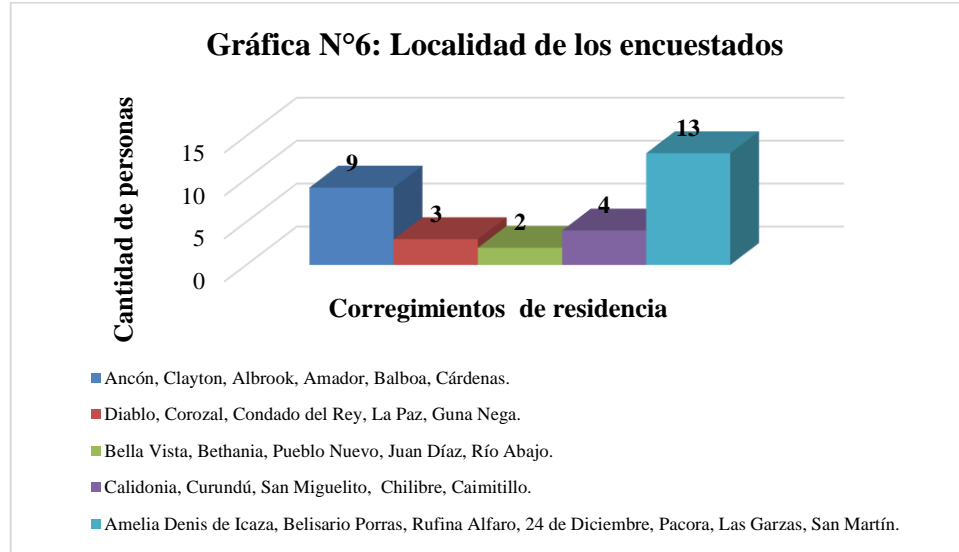 Gráfica N°6: Localidad de los encuestados
Cantidad de personas
15
10
5
0
9
3
2
4
13
Corregimientos de residencia
Ancón, Clayton, Albrook, Amador, Balboa, Cárdenas.
Diablo, Corozal, Condado del Rey, La Paz, Guna Nega.
Bella Vista, Bethania, Pueblo Nuevo, Juan Díaz, Río Abajo.
Calidonia, Curundú, San Miguelito, Chilibre, Caimitillo.
Amelia Denis de Icaza, Belisario Porras, Rufina Alfaro, 24 de Diciembre, Pacora, Las Garzas, San Martín.